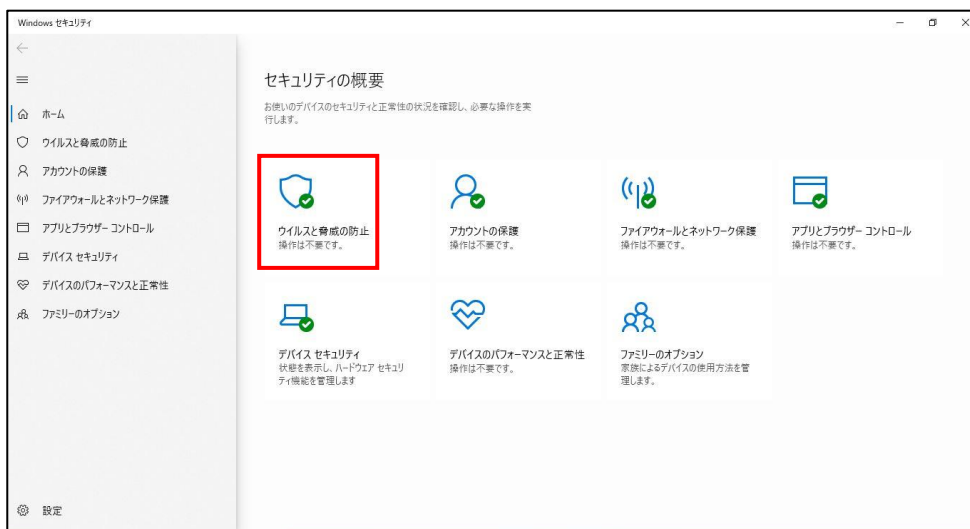 Windows セキュリティ
ホーム
ウイルスと脅威の防止
アカウントの保護
ファイアウォールとネットワーク保護
アプリとブラウザー コントロール
デバイス セキュリティ
デバイスのパフォーマンスと正常性
ファミリーのオプション
設定
セキュリティの概要
お使いのデバイスのセキュリティと正常性の状況を確認し、必要な操作を実
行します。
ウイルスと脅威の防止
操作は不要です。
アカウントの保護
操作は不要です。
ファイアウォールとネットワーク保護
操作は不要です。
アプリとブラウザー コントロール
操作は不要です。
デバイス セキュリティ
状態を表示し、ハードウェア セキュリ
ティ機能を管理します
デバイスのパフォーマンスと正常性
操作は不要です。
ファミリーのオプション
家族によるデバイスの使用方法を管
理します。